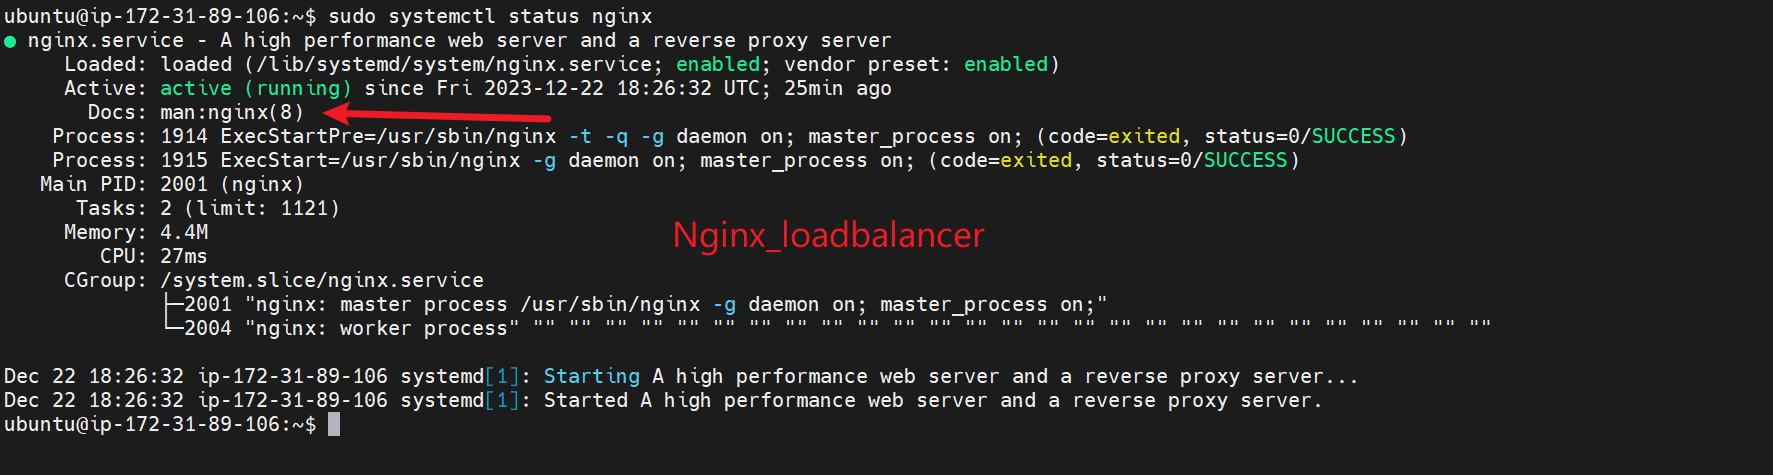 ubuntu@ip-172-31-89-106:~$ sudo systemctl status nginx
● nginx.service - A high performance web server and a reverse proxy server
     Loaded: loaded (/lib/systemd/system/nginx.service; enabled; vendor preset: enabled)
     Active: active (running) since Fri 2023-12-22 18:26:32 UTC; 25min ago
       Docs: man:nginx(8)
    Process: 1914 ExecStartPre=/usr/sbin/nginx -t -q -g daemon on; master_process on; (code=exited, status=0/SUCCESS)
    Process: 1915 ExecStart=/usr/sbin/nginx -g daemon on; master_process on; (code=exited, status=0/SUCCESS)
   Main PID: 2001 (nginx)
      Tasks: 2 (limit: 1121)
     Memory: 4.4M
Nginx_loadbalancer
        CPU: 27ms
     CGroup: /system.slice/nginx.service
             ├─2001 "nginx: master process /usr/sbin/nginx -g daemon on; master_process on;"
             └─2004 "nginx: worker process" "" "" "" "" "" "" "" "" "" "" "" "" "" "" "" "" "" "" "" "" "" "" "" "" "" "" ""
Dec 22 18:26:32 ip-172-31-89-106 systemd[1]: Starting A high performance web server and a reverse proxy server...
Dec 22 18:26:32 ip-172-31-89-106 systemd[1]: Started A high performance web server and a reverse proxy server.
ubuntu@ip-172-31-89-106:~$